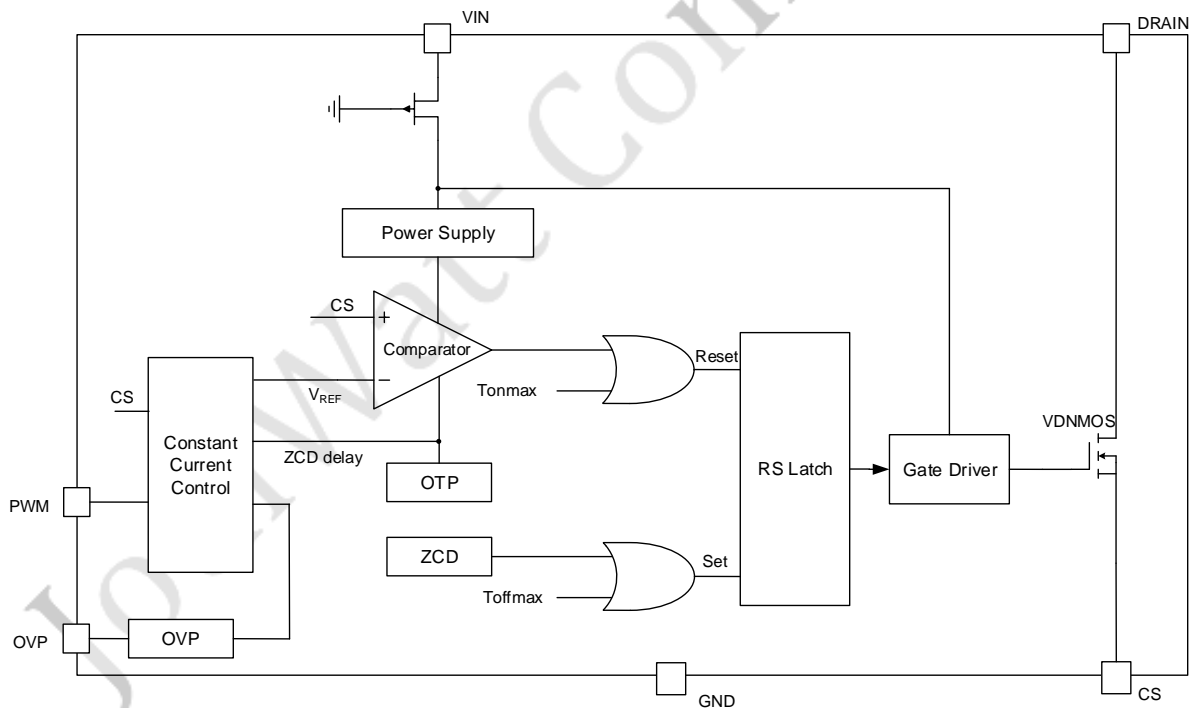 VIN
DRAIN
Power Supply
CS
+
Comparator
Reset
CS
VREF
−
Tonmax
VDNMOS
Constant
Current
Control
ZCD delay
RS Latch
Gate Driver
OTP
PWM
ZCD
Set
Toffmax
OVP
OVP
GND
CS